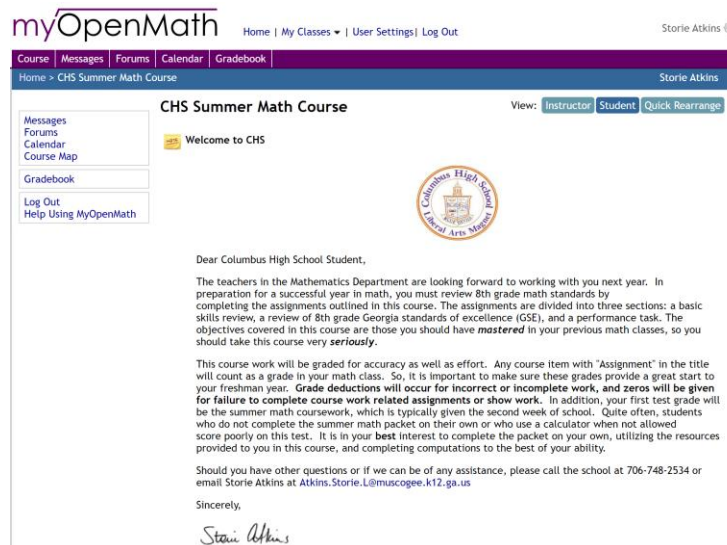 myOpenMath
Home | My Classes | User Settings | Log Out
Storie Atkins
Course Messages Forums Calendar Gradebook
Home > CHS Summer Math Course
Storie Atkins
Messages
Forums
Calendar
Course Map
Gradebook
Log Out
Help Using MyOpenMath
CHS Summer Math Course
View: Instructor Student Quick Rearrange
Welcome to CHS
Columbus High School
Liberal Arts Magnet
Dear Columbus High School Student,
The teachers in the Mathematics Department are looking forward to working with you next year. In
preparation for a successful year in math, you must review 8th grade math standards by
completing the assignments outlined in this course. The assignments are divided into three sections: a basic
skills review, a review of 8th grade Georgia standards of excellence (GSE), and a performance task. The
objectives covered in this course are those you should have mastered in your previous math classes, so you
should take this course very seriously.
This course work will be graded for accuracy as well as effort. Any course item with "Assignment" in the title
will count as a grade in your math class. So, it is important to make sure these grades provide a great start to
your freshman year. Grade deductions will occur for incorrect or incomplete work, and zeros will be given
for failure to complete course work related assignments or show work. In addition, your first test grade will
be the summer math coursework, which is typically given the second week of school. Quite often, students
who do not complete the summer math packet on their own or who use a calculator when not allowed
score poorly on this test. It is in your best interest to complete the packet on your own, utilizing the resources
provided to you in this course, and completing computations to the best of your ability.
Should you have other questions or if we can be of any assistance, please call the school at 706-748-2534 or
email Storie Atkins at Atkins.Storie.L@muscogee.k12.ga.us
Sincerely,
Storie Atkins